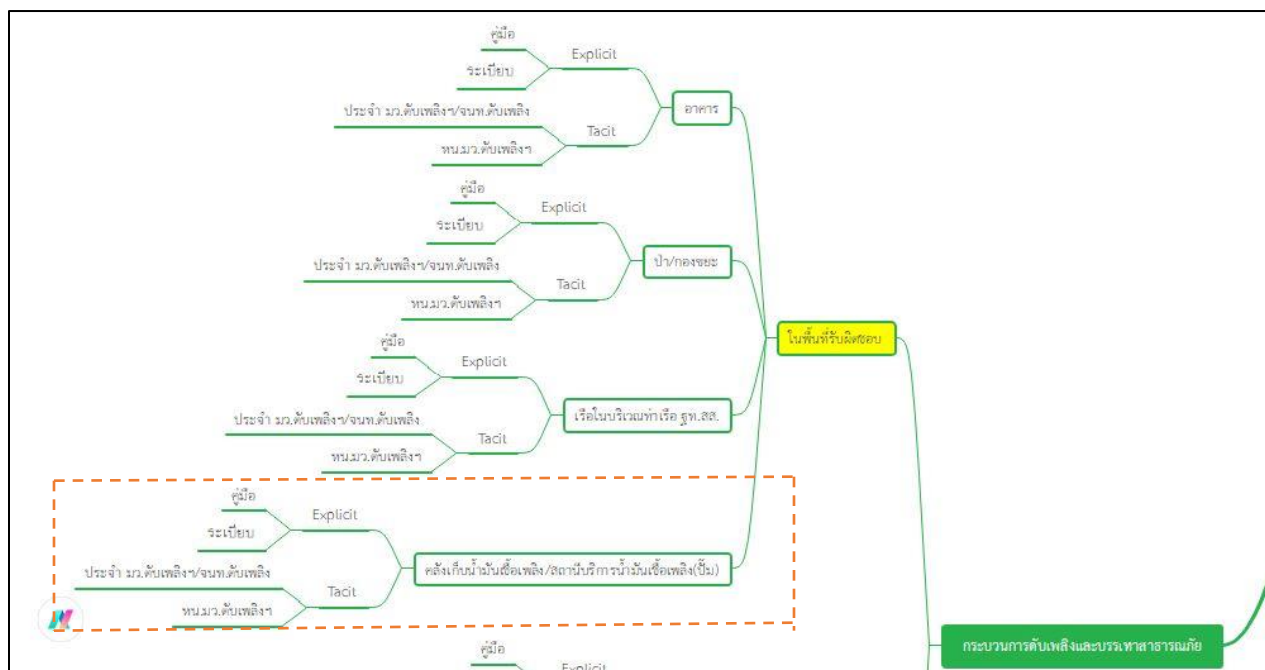 คู่มือ
Explicit
ระเบียบ
อาคาร
ประจำ มว.ดับเพลิงฯ/จนท.ดับเพลิง
Tacit
หน.มว.ดับเพลิงฯ
คู่มือ
Explicit
ระเบียบ
ป่า/กองขยะ
ประจำ มว.ดับเพลิงฯ/จนท.ดับเพลิง
Tacit
หน.มว.ดับเพลิงฯ
ในพื้นที่รับผิดชอบ
คู่มือ
Explicit
ระเบียบ
เรือในบริเวณท่าเรือ ฐท.สส.
ประจำ มว.ดับเพลิงฯ/จนท.ดับเพลิง
Tacit
หน.มว.ดับเพลิงฯ
คู่มือ
Explicit
ระเบียบ
คลังเก็บน้ำมันเชื้อเพลิง/สถานีบริการน้ำมันเชื้อเพลิง(ปั๊ม)
ประจำ มว.ดับเพลิงฯ/จนท.ดับเพลิง
Tacit
หน.มว.ดับเพลิงฯ
กระบวนการดับเพลิงและบรรเทาสาธารณภัย
คู่มือ
Explicit